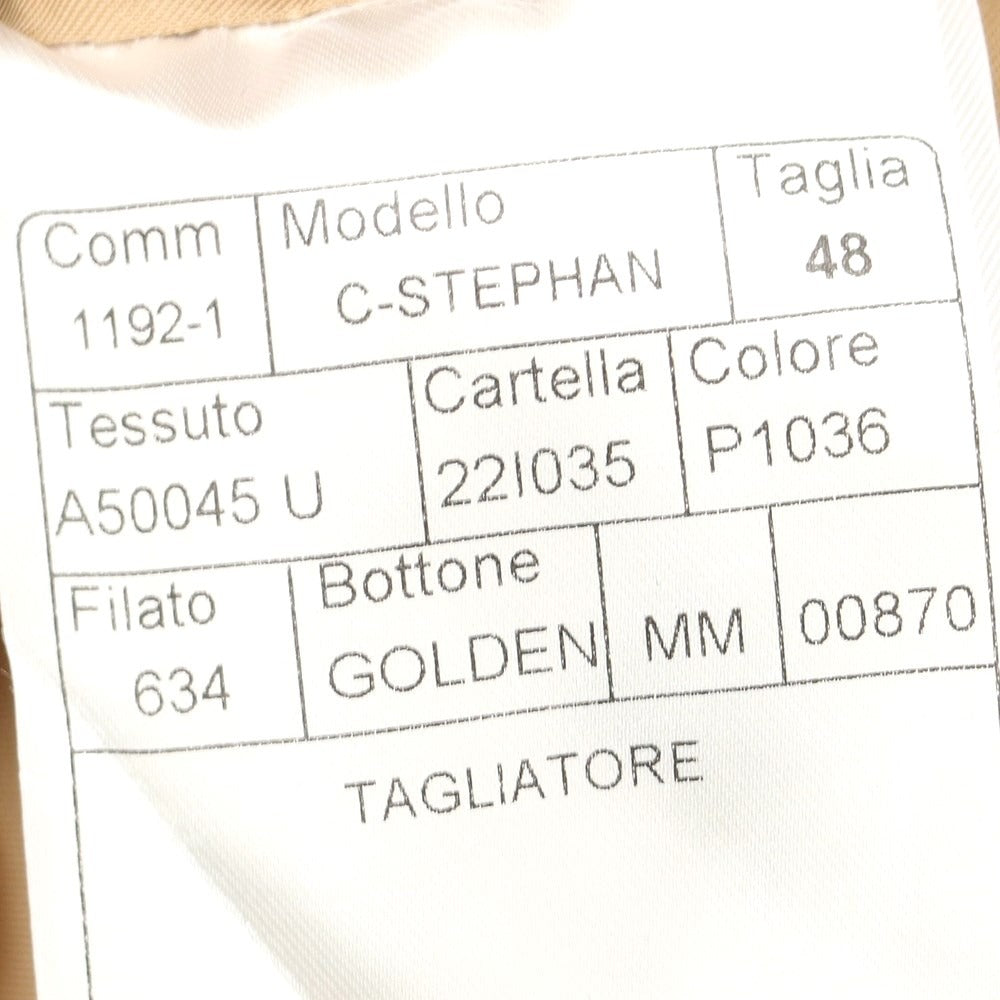 Comm Modello Taglia
1192-1 C-STEPHAN 48
Tessuto Cartella Colore
A50045 U 22I035 P1036
Filato Bottone
634 GOLDEN MM 00870
TAGLIATORE